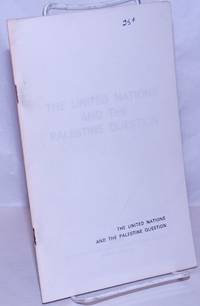 25¢
THE UNITED NATIONS
AND THE
PALESTINE QUESTION
THE UNITED NATIONS
AND THE PALESTINE QUESTION